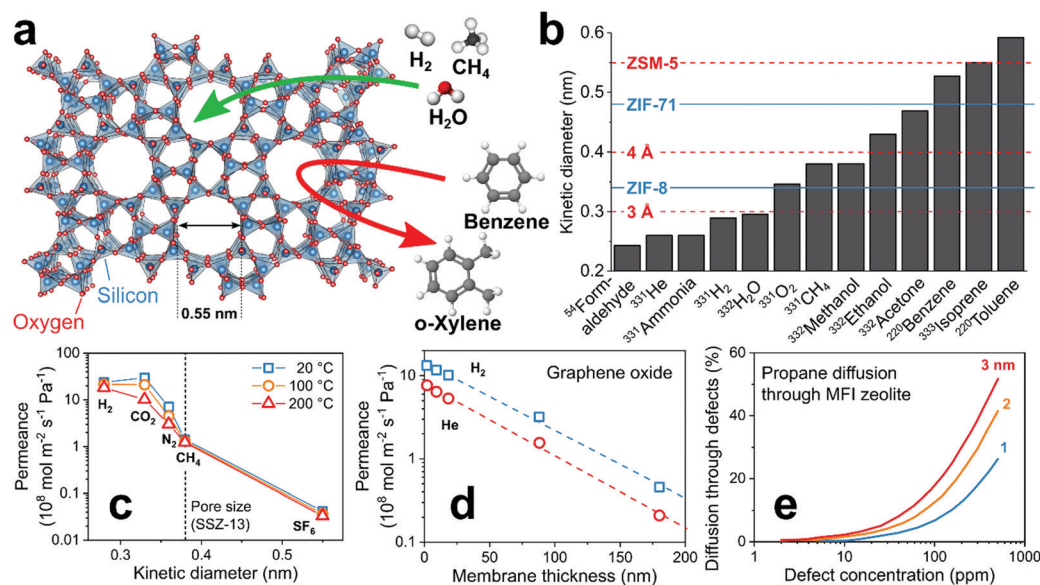 a
H2
CH4
H2O
Benzene
o-Xylene
Silicon
Oxygen
0.55 nm
b
Kinetic diameter (nm)
0.6
0.5
0.4
0.3
0.2
ZSM-5
ZIF-71
4 Å
ZIF-8
3 Å
54Form-
aldehyde
331He
331Ammonia
331H2
332H2O
331O2
331CH4
332Methanol
332Ethanol
332Acetone
220Benzene
333Isoprene
220Toluene
c
Permeance
(10^8 mol m-2 s-1 Pa-1)
100
10
1
0.1
0.01
20 °C
100 °C
200 °C
H2
CO2
N2
CH4
SF6
Pore size
(SSZ-13)
0.3 0.4 0.5
Kinetic diameter (nm)
d
Permeance
(10^8 mol m-2 s-1 Pa-1)
10
1
0.1
Graphene oxide
H2
He
0 50 100 150 200
Membrane thickness (nm)
e
Diffusion through defects (%)
60
40
20
0
Propane diffusion
through MFI zeolite
3 nm
2
1
1 10 100 1000
Defect concentration (ppm)